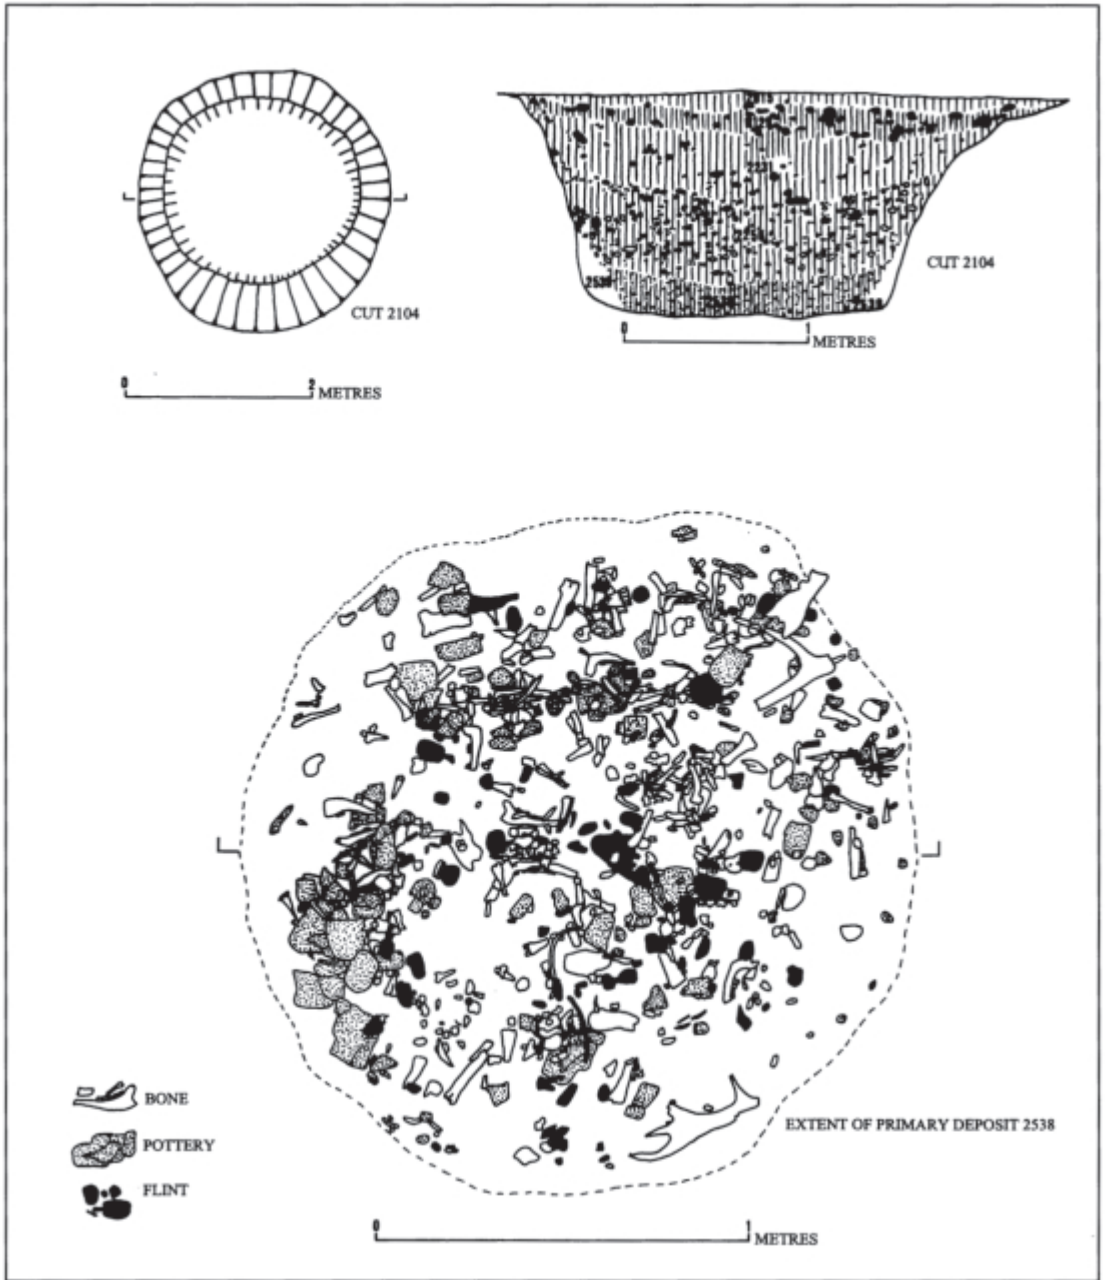 CUT 2104
0 2 METRES
2538
2538
2538
CUT 2104
0 1 METRES
BONE
POTTERY
FLINT
EXTENT OF PRIMARY DEPOSIT 2538
0 1 METRES